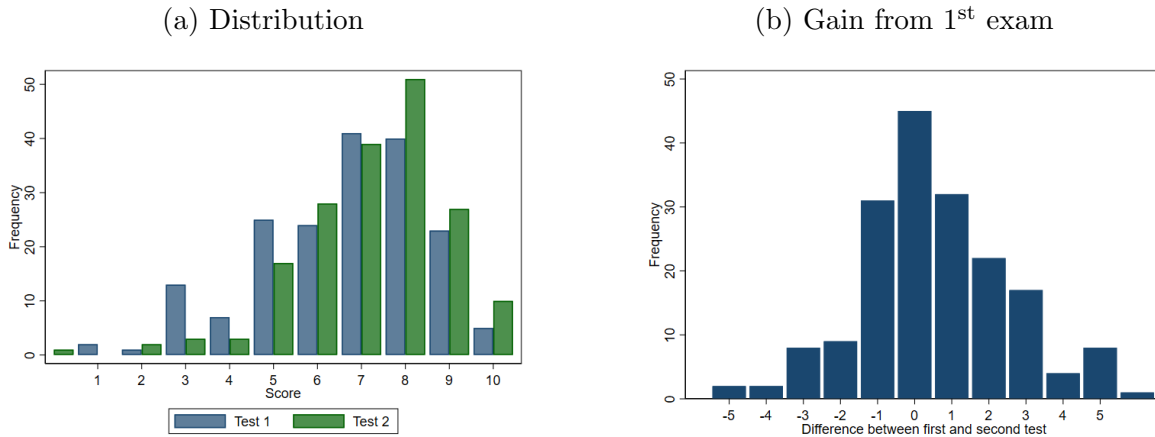 (a) Distribution
50
40
30
20
10
0
Frequency
1 2 3 4 5 6 7 8 9 10
Score
Test 1 Test 2
(b) Gain from 1st exam
50
40
30
20
10
0
Frequency
-5 -4 -3 -2 -1 0 1 2 3 4 5
Difference between first and second test